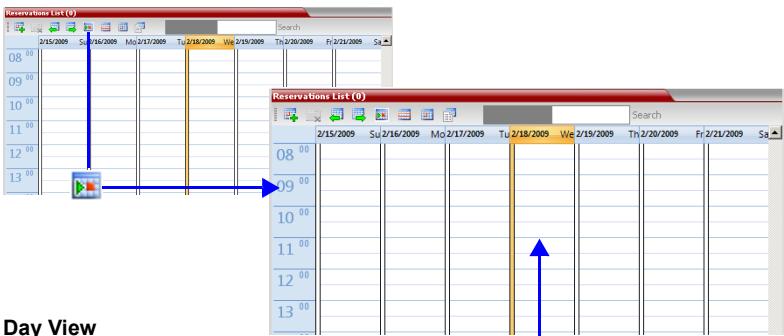 Reservations List (0)
Search
2/15/2009 Su 2/16/2009 Mo 2/17/2009 Tu 2/18/2009 We 2/19/2009 Th 2/20/2009 Fr 2/21/2009 Sa
08 00
09 00
10 00
11 00
12 00
13 00
Reservations List (0)
Search
2/15/2009 Su 2/16/2009 Mo 2/17/2009 Tu 2/18/2009 We 2/19/2009 Th 2/20/2009 Fr 2/21/2009 Sa
08 00
09 00
10 00
11 00
12 00
13 00
Day View